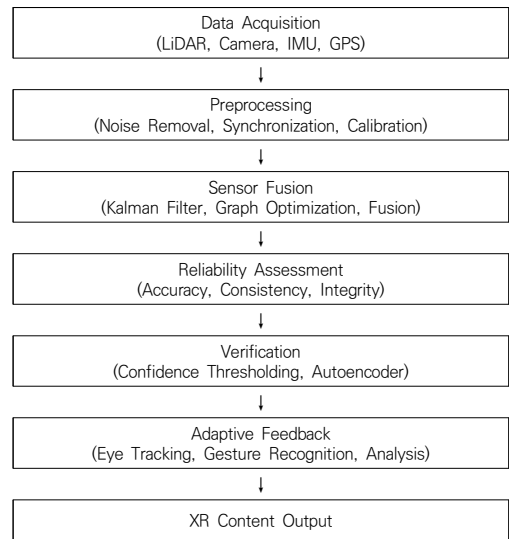 Data Acquisition
(LiDAR, Camera, IMU, GPS)
Preprocessing
(Noise Removal, Synchronization, Calibration)
Sensor Fusion
(Kalman Filter, Graph Optimization, Fusion)
Reliability Assessment
(Accuracy, Consistency, Integrity)
Verification
(Confidence Thresholding, Autoencoder)
Adaptive Feedback
(Eye Tracking, Gesture Recognition, Analysis)
XR Content Output